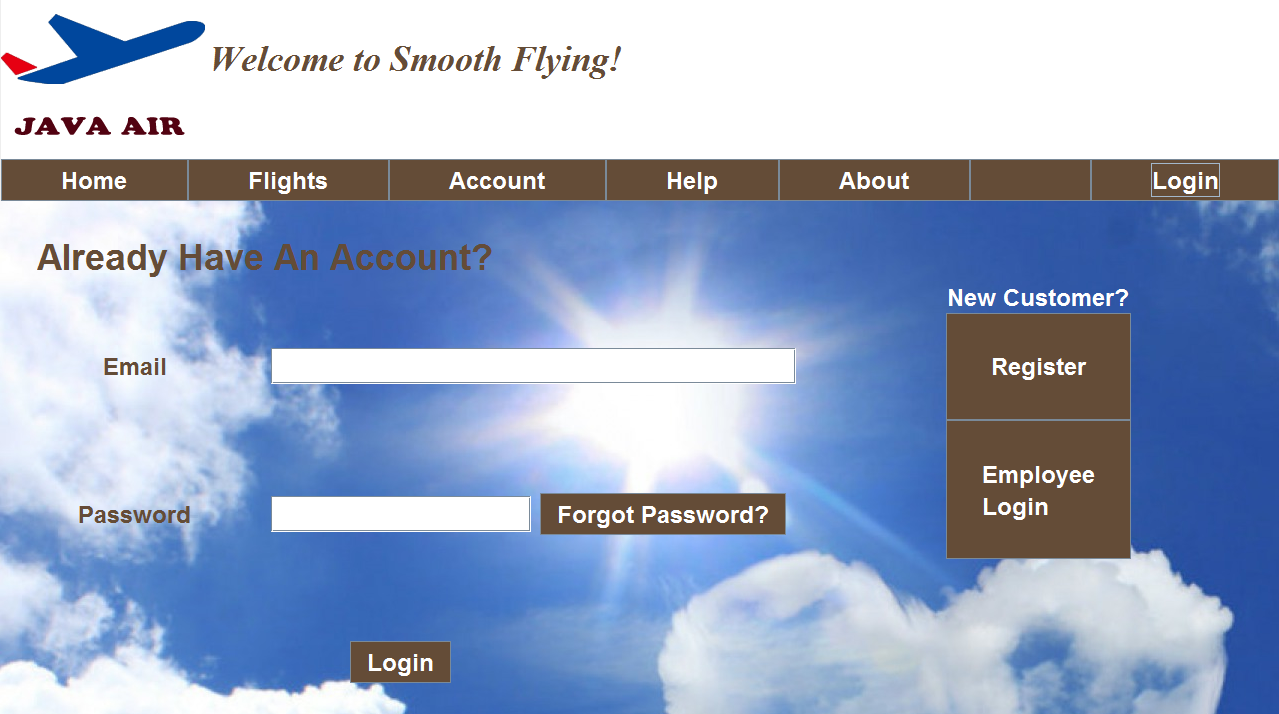 Welcome to Smooth Flying!
JAVA AIR
Home Flights Account Help About Login
Already Have An Account?
New Customer?
Email
Register
Employee
Login
Password
Forgot Password?
Login